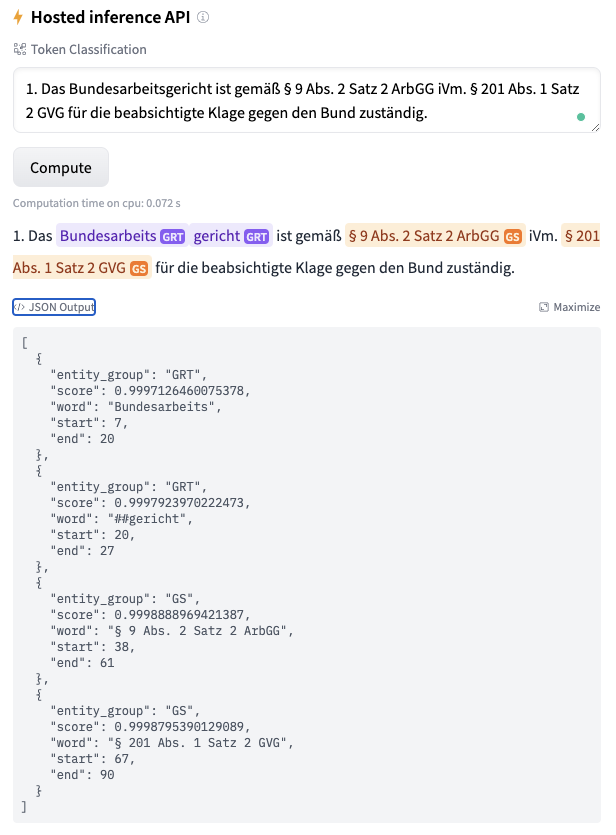 Hosted inference API
Token Classification
1. Das Bundesarbeitsgericht ist gemäß § 9 Abs. 2 Satz 2 ArbGG iVm. § 201 Abs. 1 Satz
2 GVG für die beabsichtigte Klage gegen den Bund zuständig.
Compute
Computation time on cpu: 0.072 s
1. Das Bundesarbeits GRT gericht GRT ist gemäß § 9 Abs. 2 Satz 2 ArbGG GS iVm. § 201
Abs. 1 Satz 2 GVG GS für die beabsichtigte Klage gegen den Bund zuständig.
</> JSON Output Maximize
[
  {
    "entity_group": "GRT",
    "score": 0.9997126460075378,
    "word": "Bundesarbeits",
    "start": 7,
    "end": 20
  },
  {
    "entity_group": "GRT",
    "score": 0.9997923970222473,
    "word": "##gericht",
    "start": 20,
    "end": 27
  },
  {
    "entity_group": "GS",
    "score": 0.9998888969421387,
    "word": "§ 9 Abs. 2 Satz 2 ArbGG",
    "start": 38,
    "end": 61
  },
  {
    "entity_group": "GS",
    "score": 0.9998795390129089,
    "word": "§ 201 Abs. 1 Satz 2 GVG",
    "start": 67,
    "end": 90
  }
]